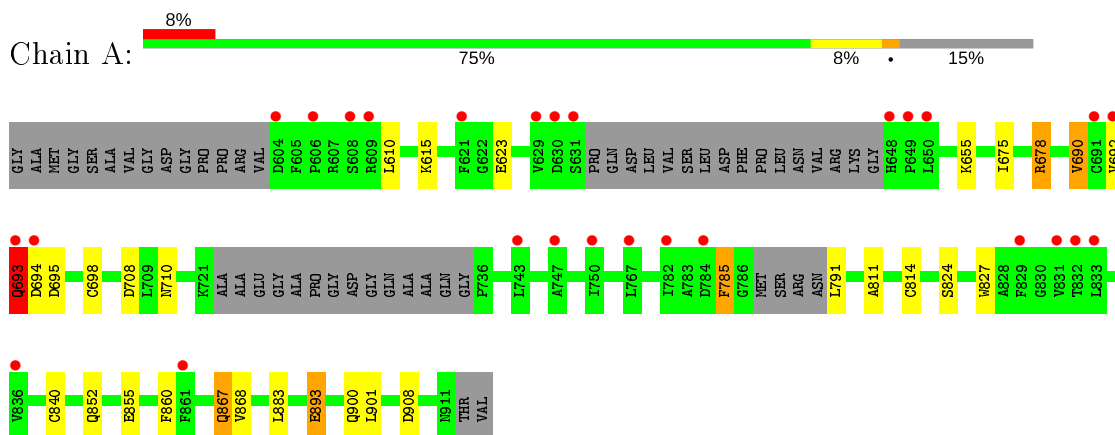 8%
Chain A:
75% 8% • 15%
GLY ALA MET GLY SER ALA VAL GLY ASP GLY PRO PRO ARG VAL D604 F605 P606 R607 S608 R609 L610 K615 F621 G622 E623 V629 D630 S631 PRO GLN ASP LEU VAL SER LEU ASP PHE PRO LEU ASN VAL ARG LYS GLY H648 P649 L650 K655 I675 R678 V690 C691 V692
Q693 D694 D695 C698 D708 L709 N710 K721 ALA ALA GLU GLY ALA PRO GLY ASP GLY GLN ALA ALA GLN GLY P736 L743 A747 I750 L767 I782 A783 D784 F785 G786 MET SER ARG ASN L791 A811 C814 S824 W827 A828 F829 G830 V831 T832 L833
V836 C840 Q852 E855 F860 F861 Q867 V868 L883 E893 Q900 L901 D908 N911 THR VAL